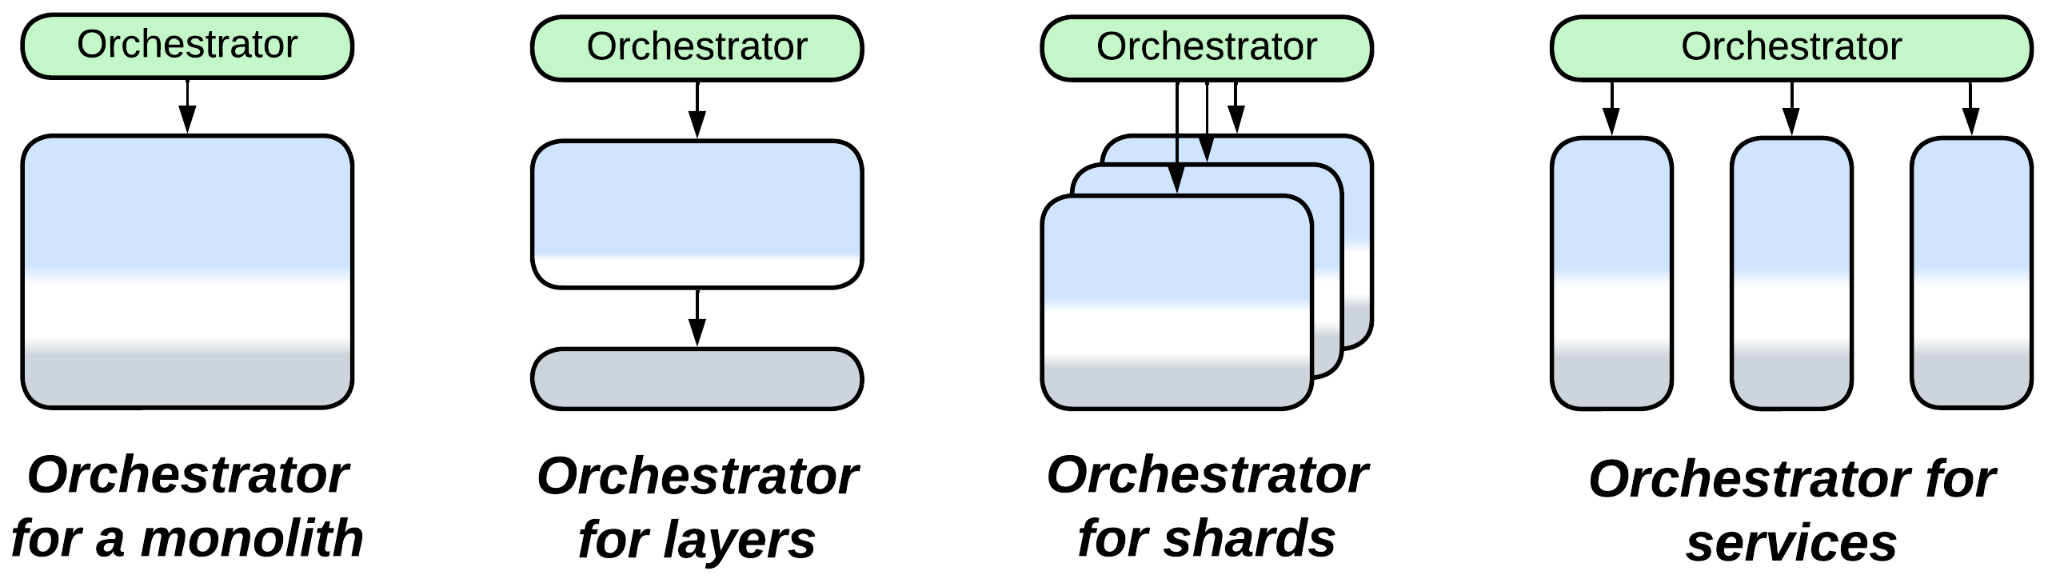 Orchestrator
Orchestrator
Orchestrator
Orchestrator
Orchestrator
for a monolith
Orchestrator
for layers
Orchestrator
for shards
Orchestrator for
services